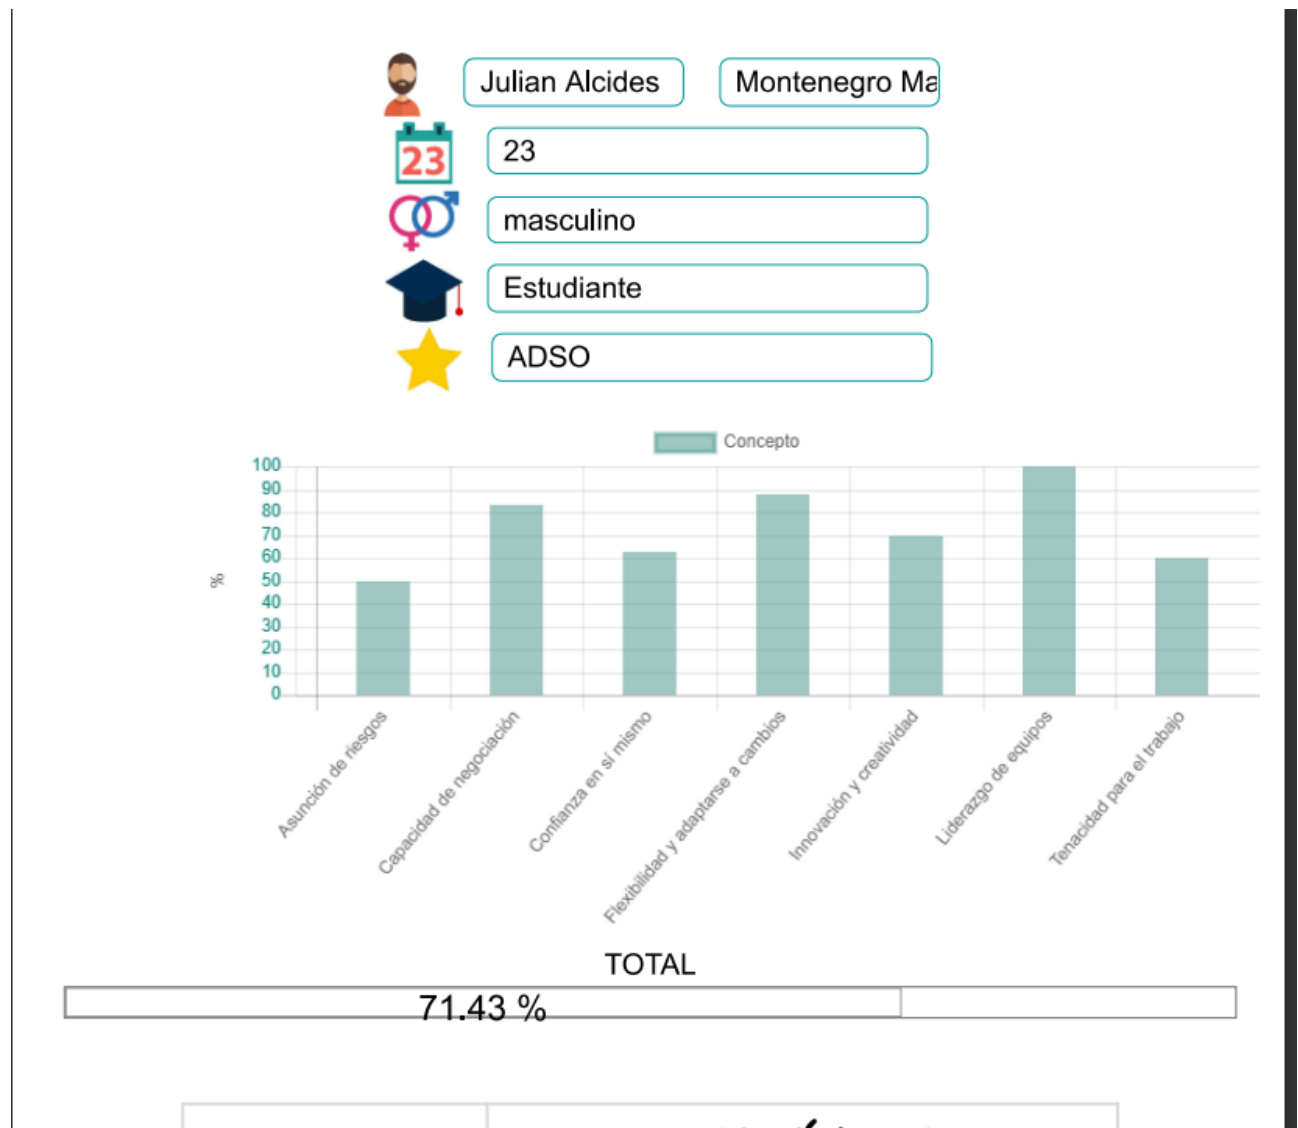 Julian Alcides Montenegro Ma
23
23
masculino
Estudiante
ADSO
Concepto
100
90
80
70
60
50
40
30
20
10
0
%
Asunción de riesgos
Capacidad de negociación
Confianza en sí mismo
Flexibilidad y adaptarse a cambios
Innovación y creatividad
Liderazgo de equipos
Tenacidad para el trabajo
TOTAL
71.43 %